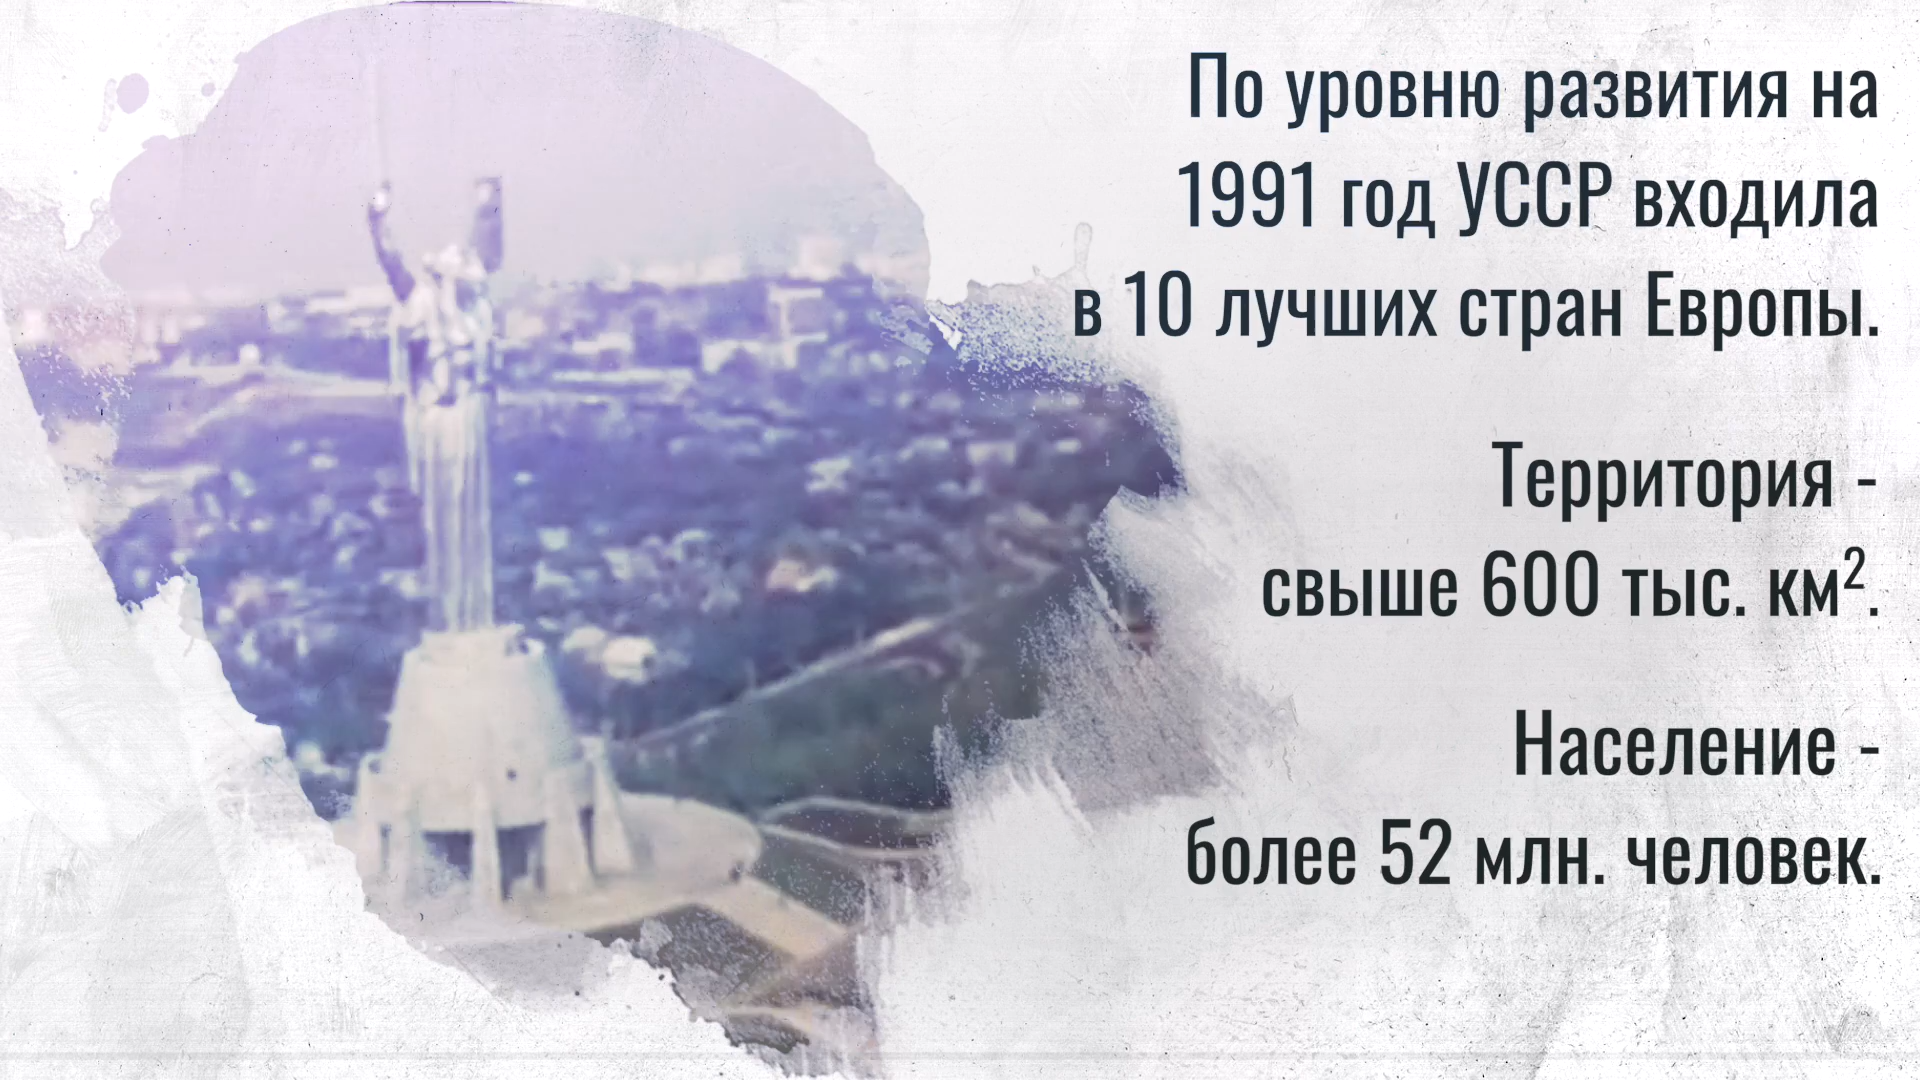 По уровню развития на
1991 год УССР входила
в 10 лучших стран Европы.
Территория -
свыше 600 тыс. км².
Население -
более 52 млн. человек.